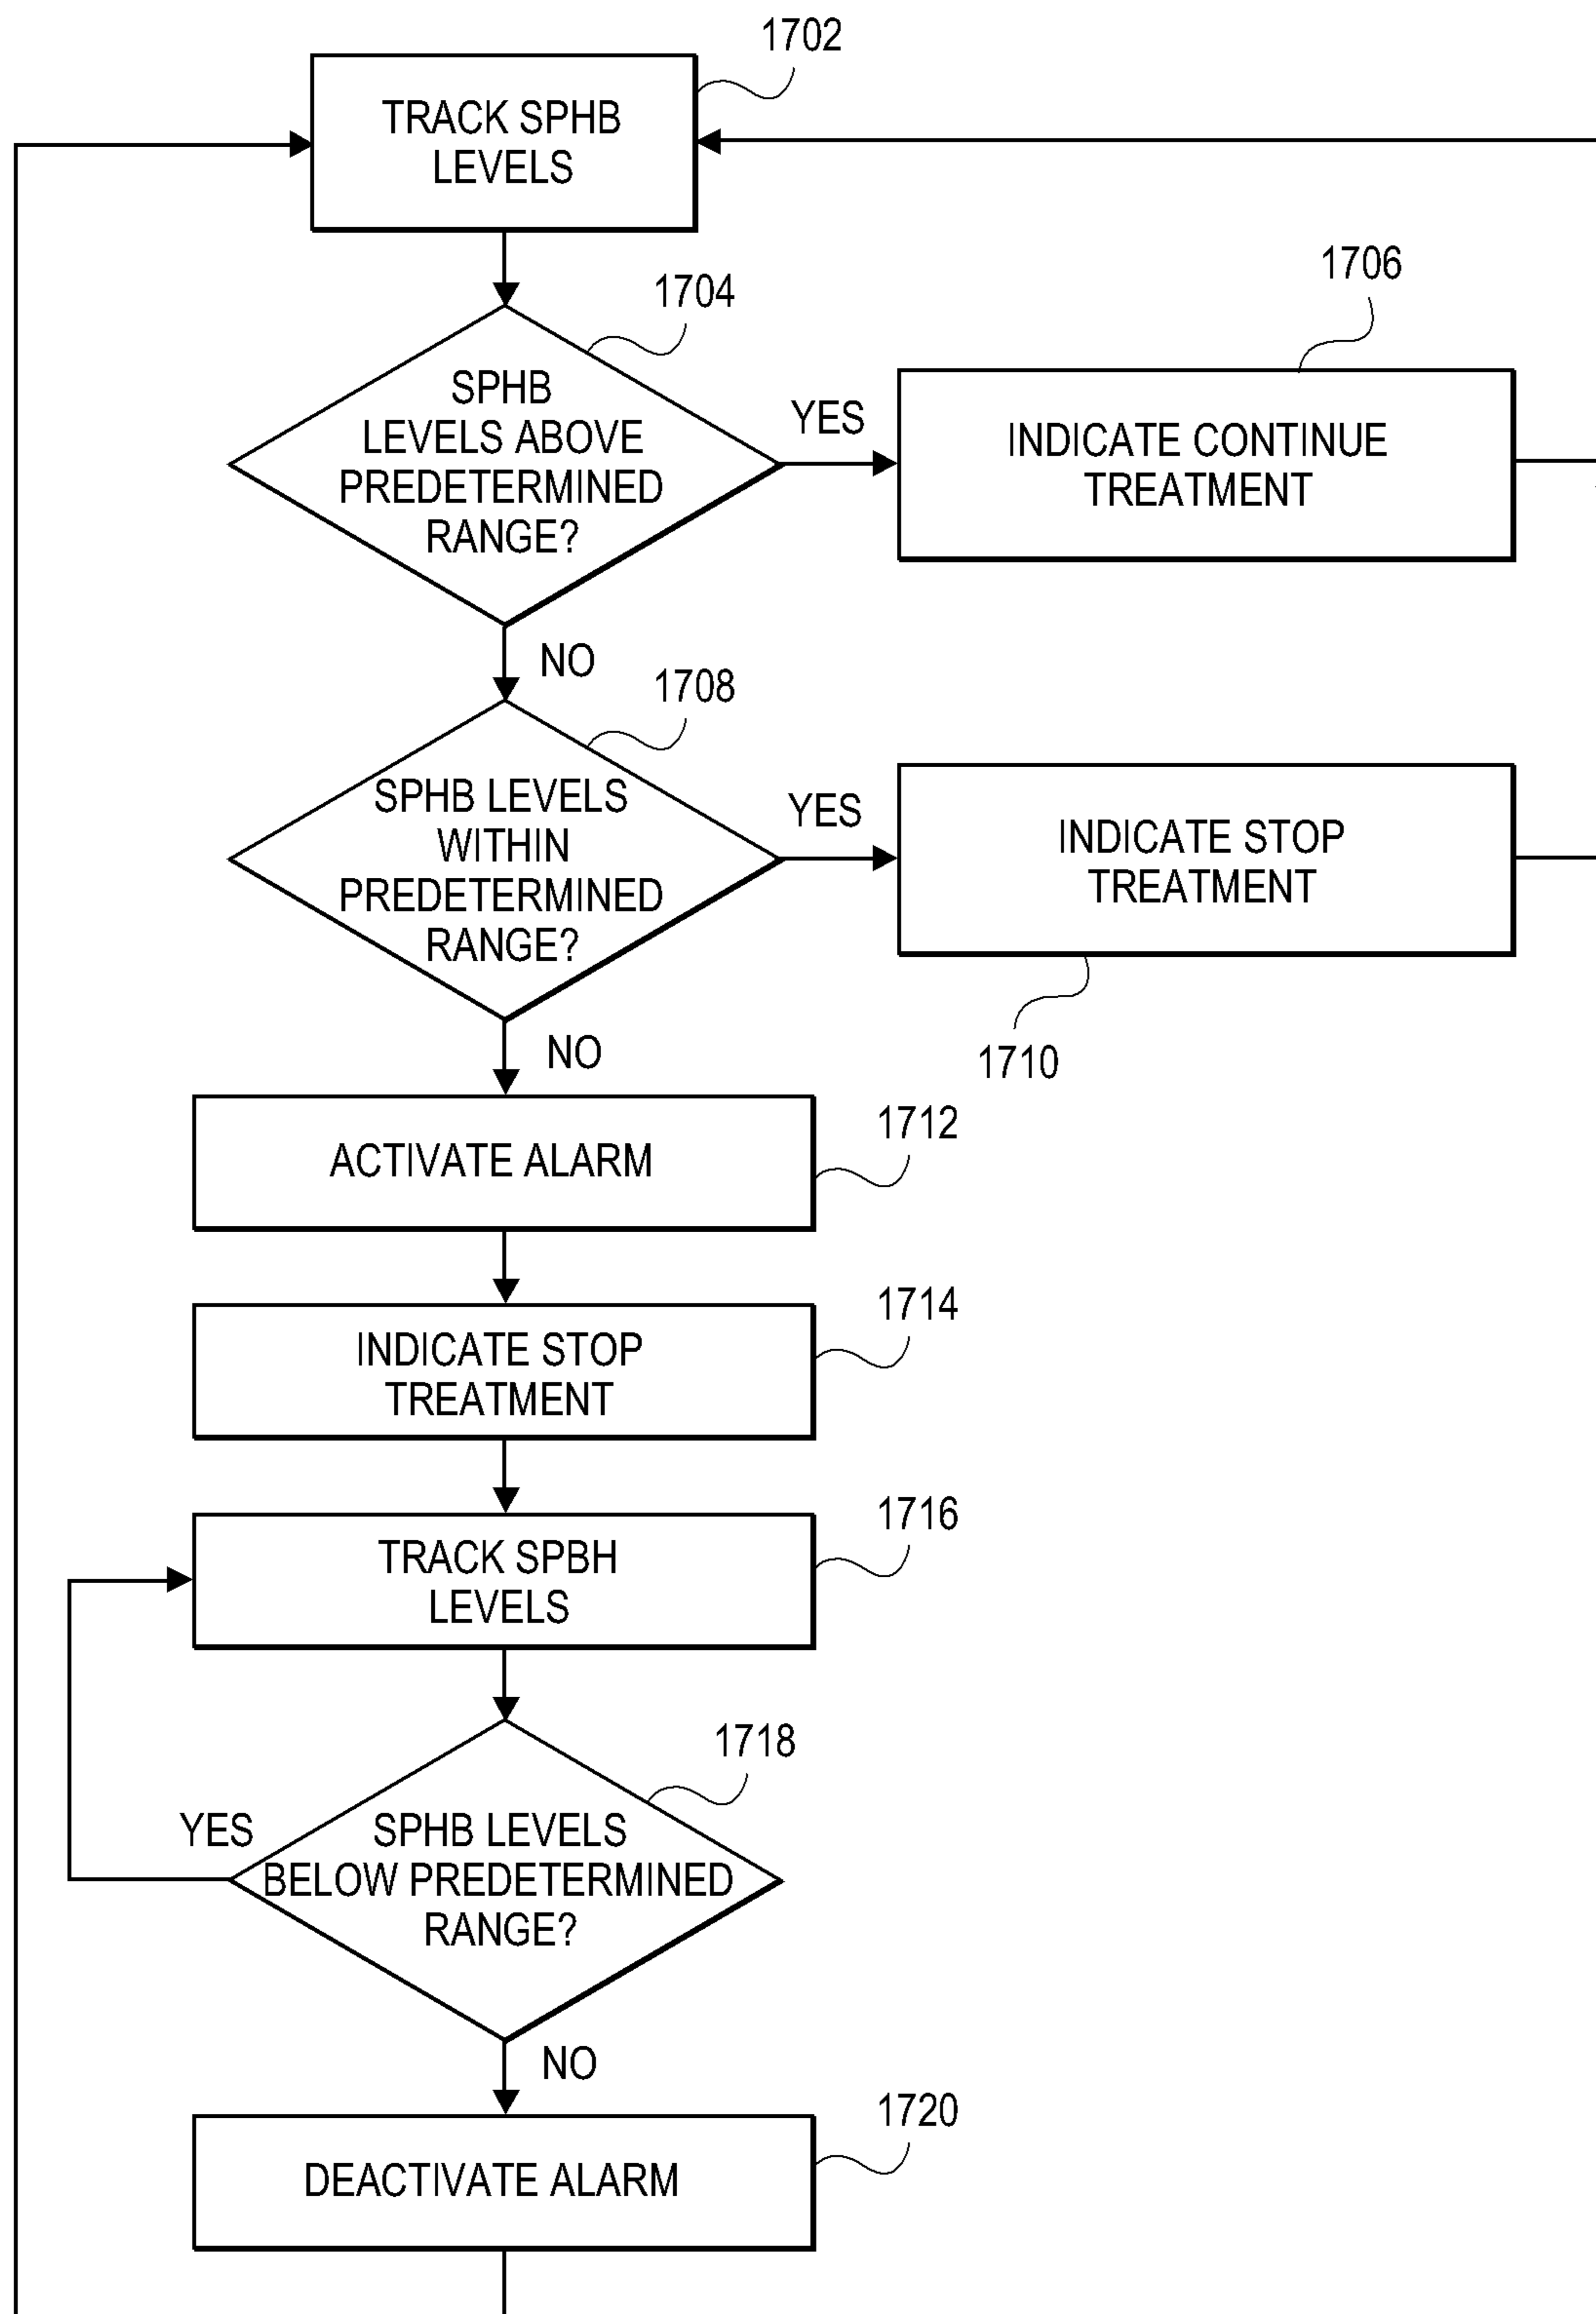 1702
TRACK SPHB
LEVELS
1704
SPHB
LEVELS ABOVE
PREDETERMINED
RANGE?
YES
1706
INDICATE CONTINUE
TREATMENT
NO
1708
SPHB LEVELS
WITHIN
PREDETERMINED
RANGE?
YES
INDICATE STOP
TREATMENT
1710
NO
ACTIVATE ALARM
1712
INDICATE STOP
TREATMENT
1714
TRACK SPBH
LEVELS
1716
1718
YES
SPHB LEVELS
BELOW PREDETERMINED
RANGE?
NO
1720
DEACTIVATE ALARM